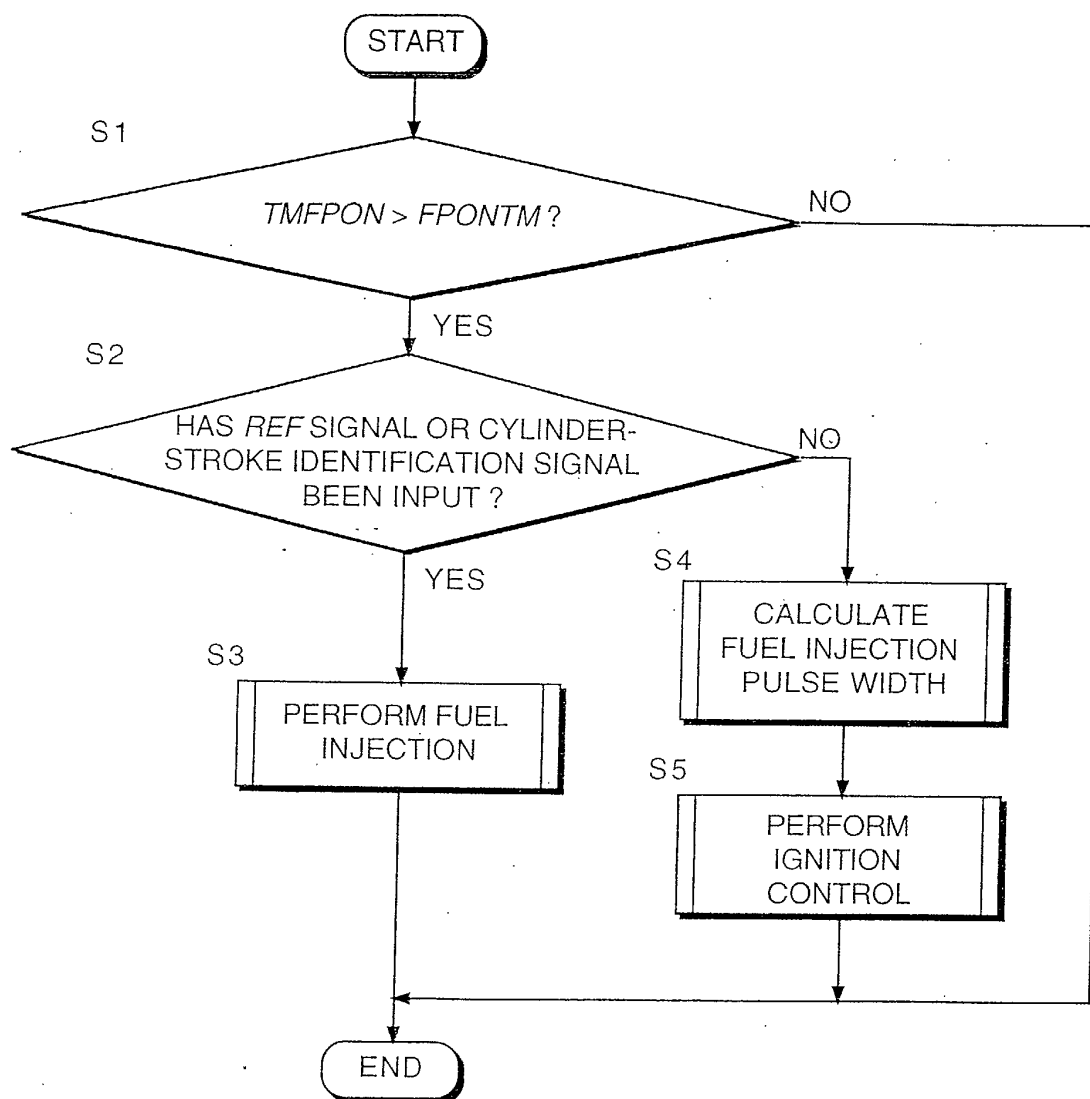 START
S1
TMFPON > FPONTM ?
NO
YES
S2
HAS REF SIGNAL OR CYLINDER-
STROKE IDENTIFICATION SIGNAL
BEEN INPUT ?
NO
YES
S4
CALCULATE
FUEL INJECTION
PULSE WIDTH
S3
PERFORM FUEL
INJECTION
S5
PERFORM
IGNITION
CONTROL
END